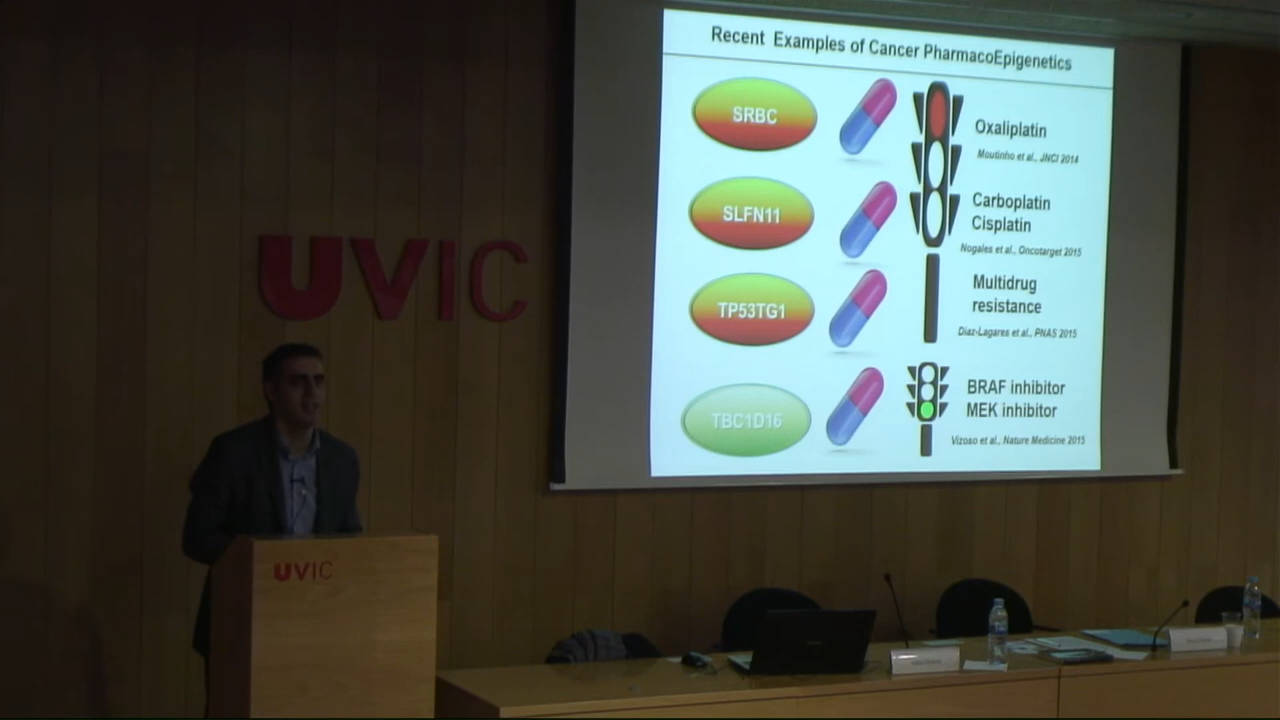 Recent Examples of Cancer PharmacoEpigenetics
SRBC
Oxaliplatin
Moutinho et al., JNCI 2014
SLFN11
Carboplatin
Cisplatin
Nogales et al., Oncotarget 2015
TP53TG1
Multidrug
resistance
Diaz-Lagares et al., PNAS 2015
TBC1D16
BRAF inhibitor
MEK inhibitor
Vizoso et al., Nature Medicine 2015
UVIC
UVIC